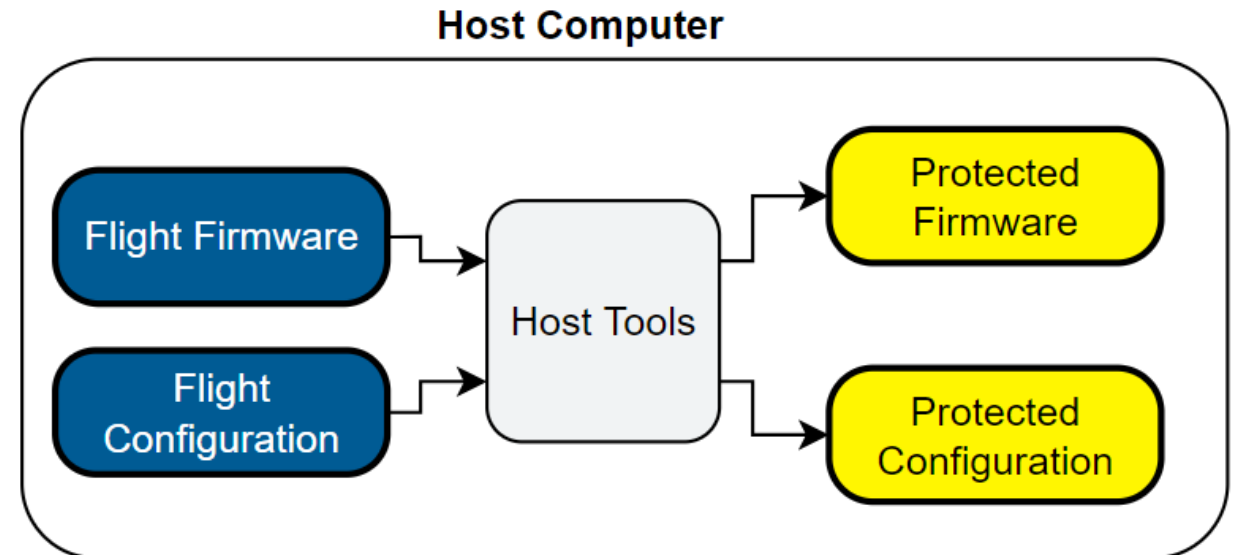 Host Computer
Flight Firmware
Flight
Configuration
Host Tools
Protected
Firmware
Protected
Configuration